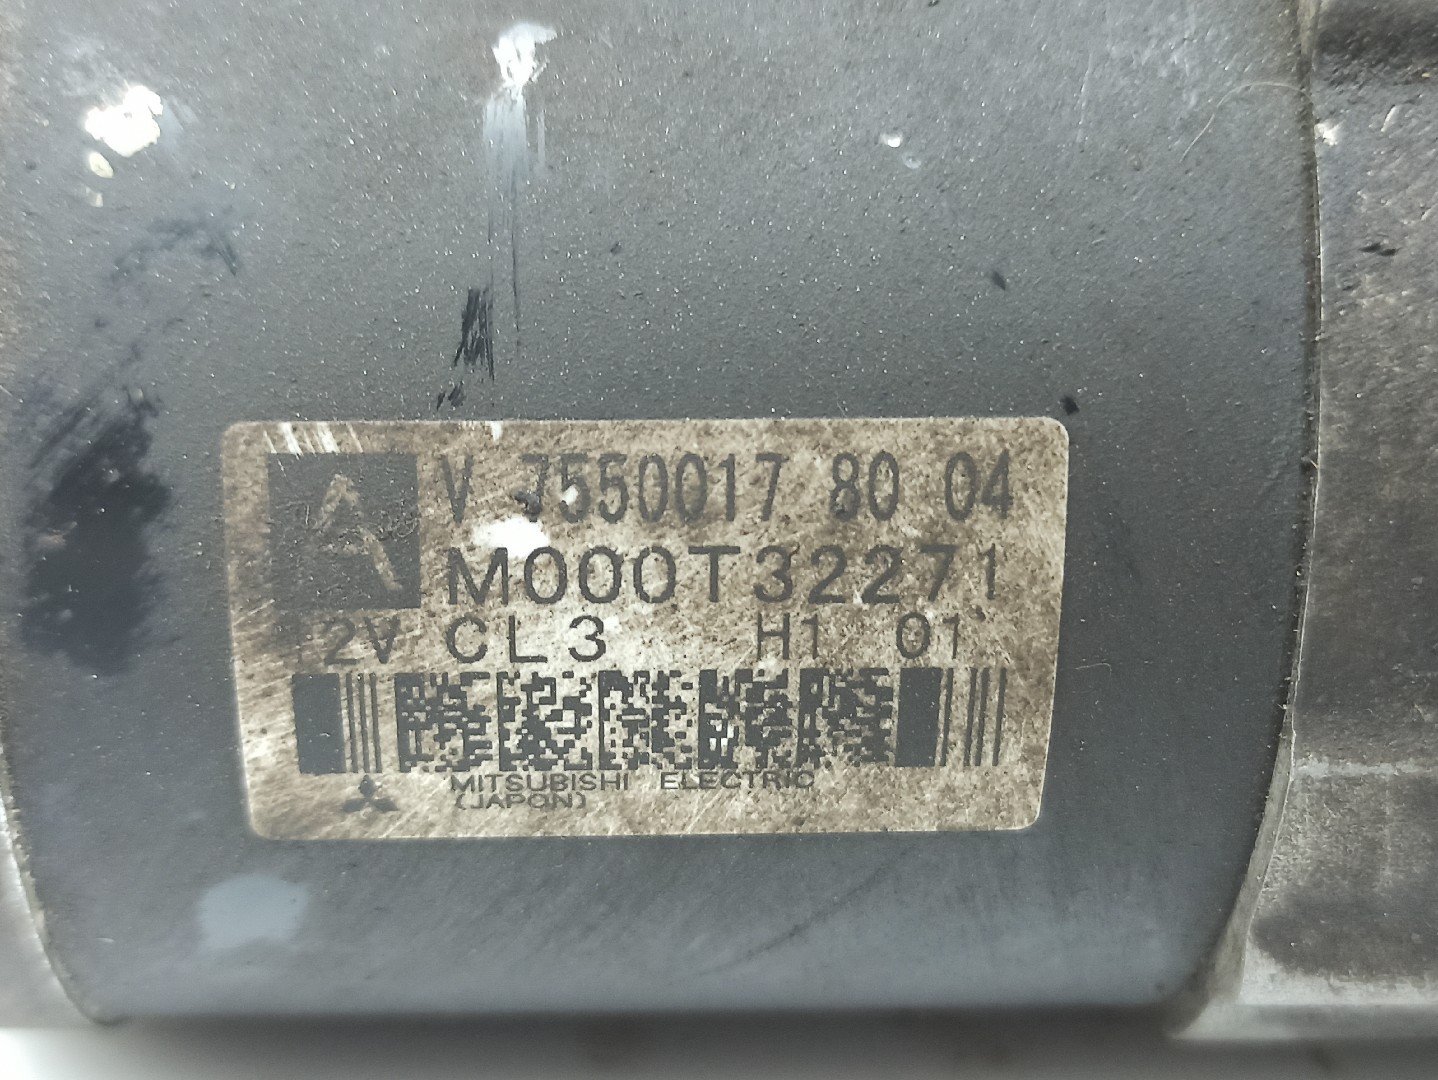 A
V 7550017 80 04
M000T32271
12V CL3 H1 01
MITSUBISHI ELECTRIC
(JAPON)